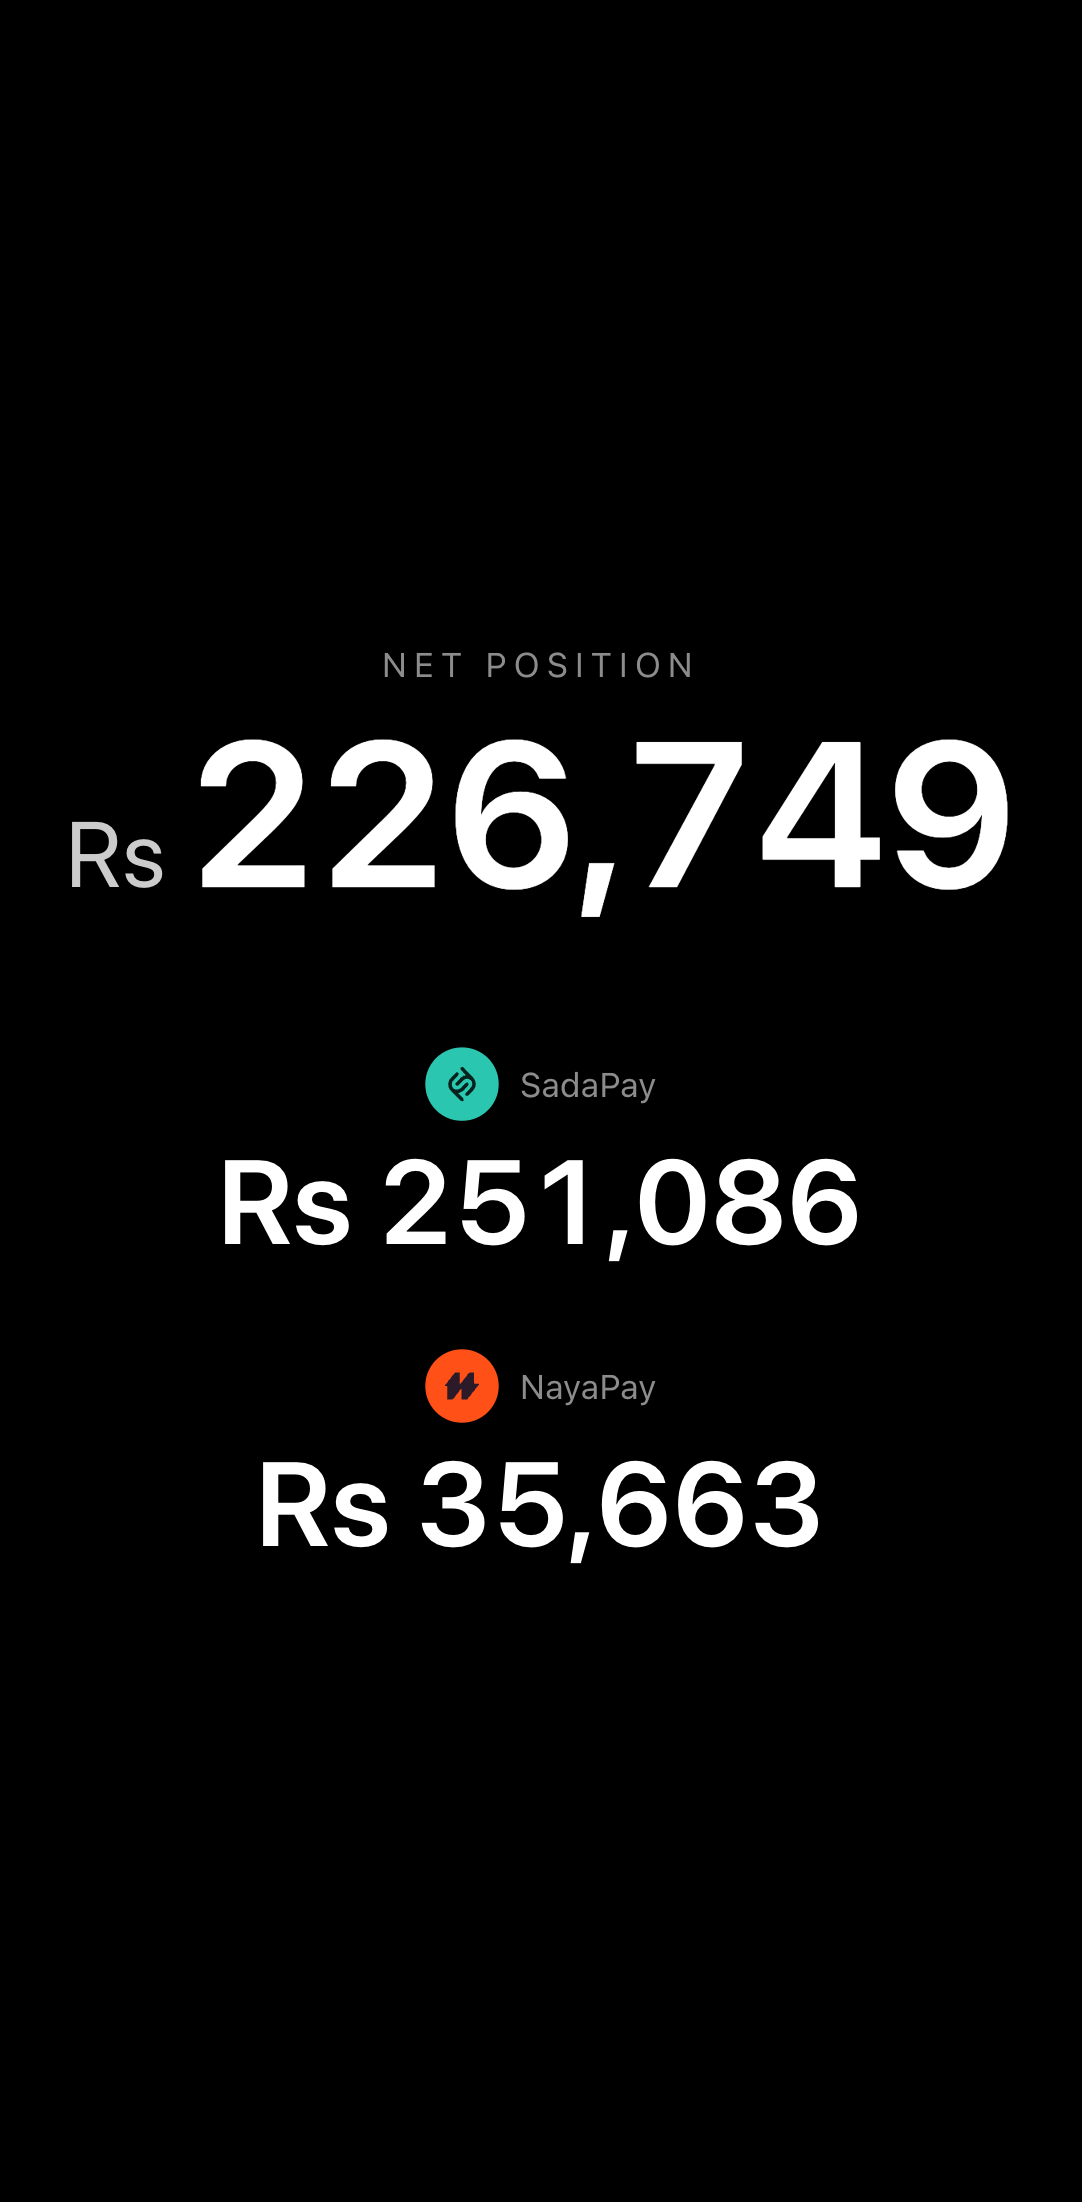 NET POSITION
Rs 226,749
SadaPay
Rs 251,086
NayaPay
Rs 35,663